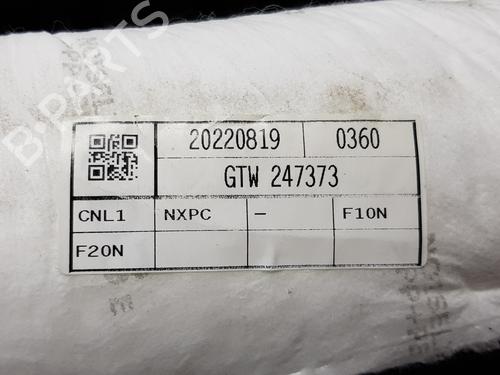 B-PARTS
20220819 0360
GTW 247373
CNL1 NXPC - F10N
F20N